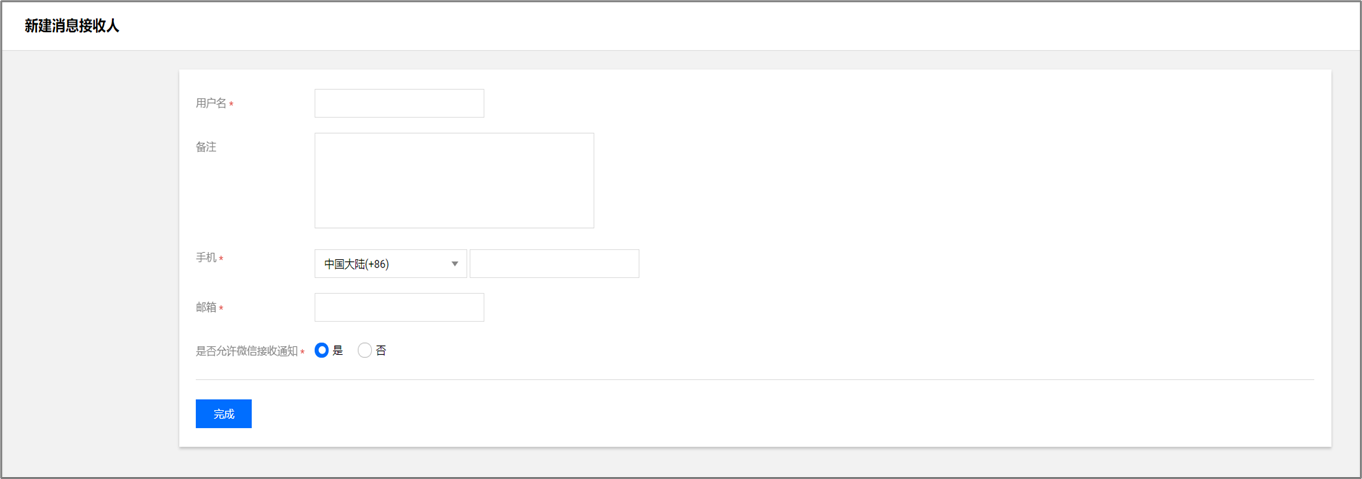 新建消息接收人
用户名 *
备注
手机 * 中国大陆(+86)
邮箱 *
是否允许微信接收通知 * 是 否
完成